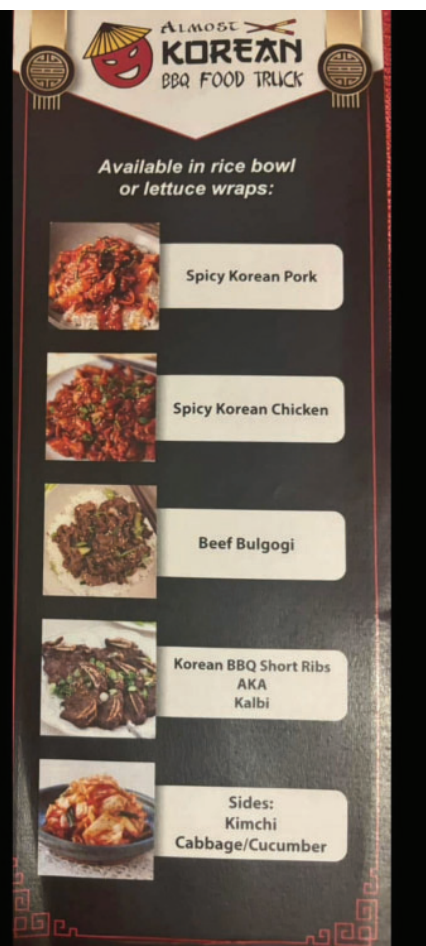 ALMOST
KOREAN
BBQ FOOD TRUCK
Available in rice bowl
or lettuce wraps:
Spicy Korean Pork
Spicy Korean Chicken
Beef Bulgogi
Korean BBQ Short Ribs
AKA
Kalbi
Sides:
Kimchi
Cabbage/Cucumber